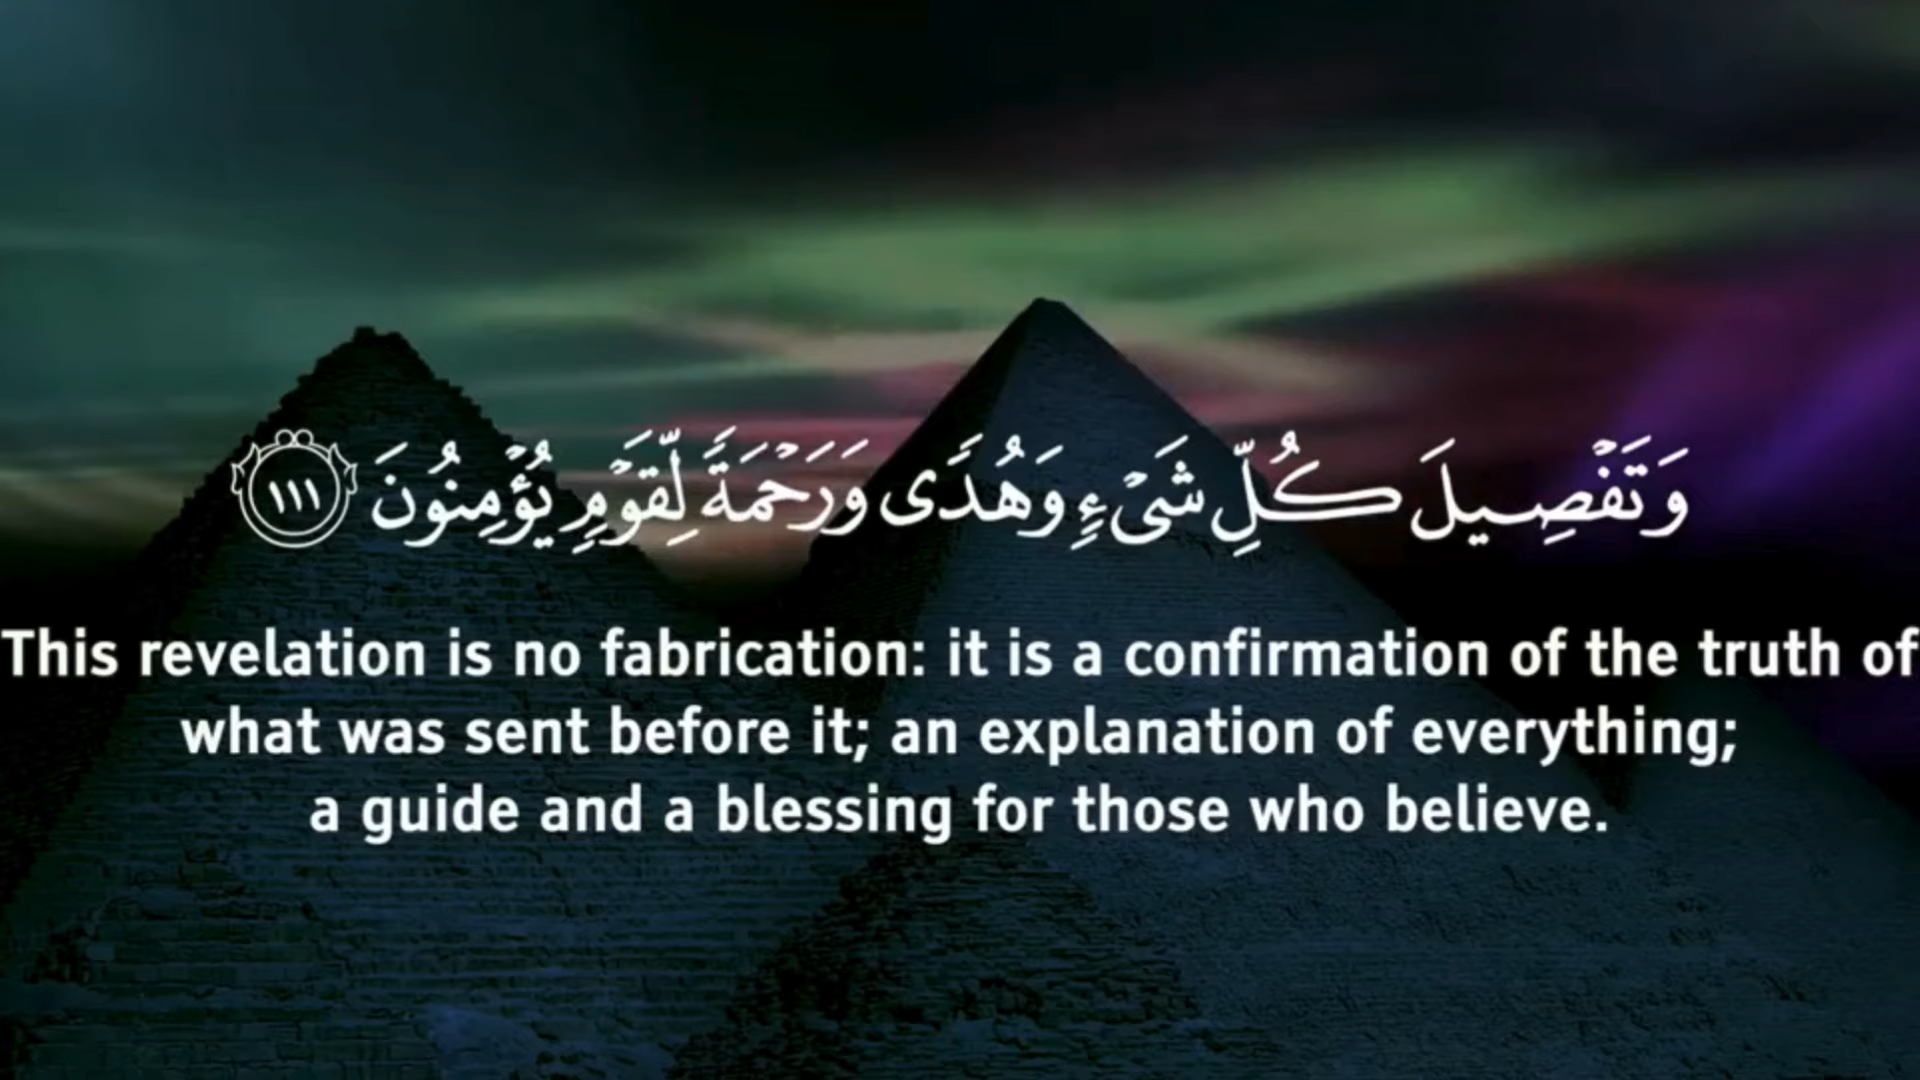 وَتَفۡصِيلَ كُلِّ شَىۡءٍ وَهُدًى وَرَحۡمَةً لِّقَوۡمٍ يُؤۡمِنُونَ ١١١
This revelation is no fabrication: it is a confirmation of the truth of
what was sent before it; an explanation of everything;
a guide and a blessing for those who believe.